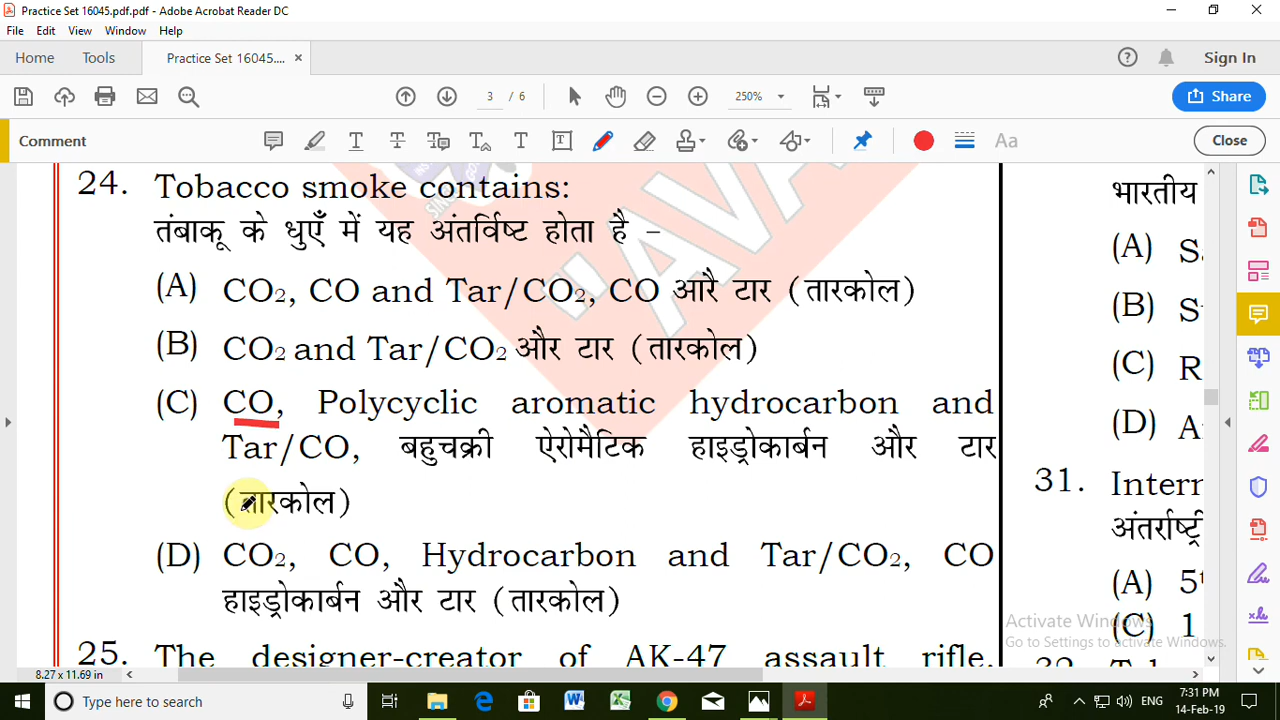 Practice Set 16045.pdf.pdf - Adobe Acrobat Reader DC
File Edit View Window Help
Home Tools Practice Set 16045.... × Sign In
3 / 6 250% Share
Comment Close
24. Tobacco smoke contains:
तंबाकू के धुएँ में यह अंतर्विष्ट होता है –
(A) CO₂, CO and Tar/CO₂, CO आरै टार (तारकोल)
(B) CO₂ and Tar/CO₂ और टार (तारकोल)
(C) CO, Polycyclic aromatic hydrocarbon and
Tar/CO, बहुचक्री ऐरोमैटिक हाइड्रोकार्बन और टार
(तारकोल)
(D) CO₂, CO, Hydrocarbon and Tar/CO₂, CO
हाइड्रोकार्बन और टार (तारकोल)
25. The designer-creator of AK-47 assault rifle,
भारतीय
(A)
(B)
(C) R
(D)
31. Inter
(A) 5
(C) 1
Activate Windows
Go to Settings to activate Windows.
8.27 x 11.69 in
Type here to search
ENG
7:31 PM
14-Feb-19